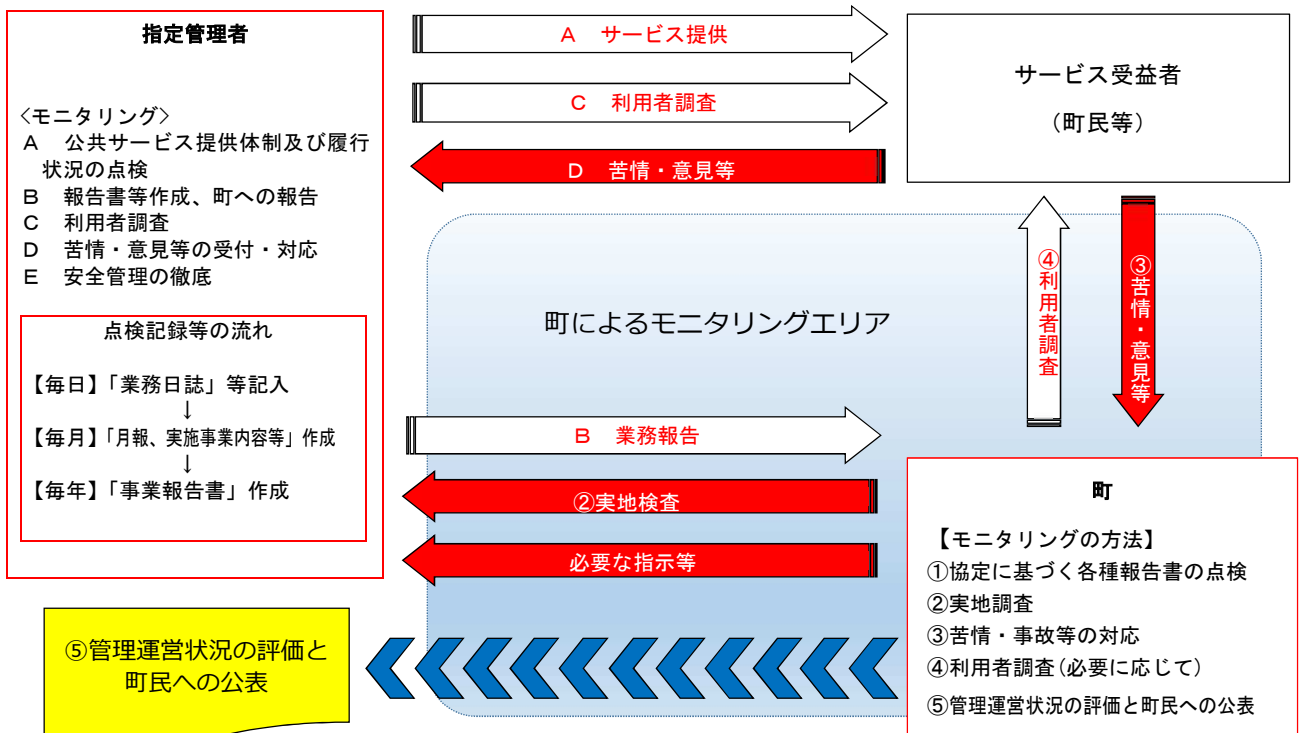 指定管理者
<モニタリング>
A 公共サービス提供体制及び履行
状況の点検
B 報告書等作成、町への報告
C 利用者調査
D 苦情・意見等の受付・対応
E 安全管理の徹底
点検記録等の流れ
【毎日】「業務日誌」等記入
↓
【毎月】「月報、実施事業内容等」作成
↓
【毎年】「事業報告書」作成
A サービス提供
C 利用者調査
D 苦情・意見等
サービス受益者
(町民等)
④利用者調査
③苦情・意見等
町によるモニタリングエリア
B 業務報告
②実地検査
必要な指示等
町
【モニタリングの方法】
①協定に基づく各種報告書の点検
②実地調査
③苦情・事故等の対応
④利用者調査(必要に応じて)
⑤管理運営状況の評価と町民への公表
⑤管理運営状況の評価と
町民への公表